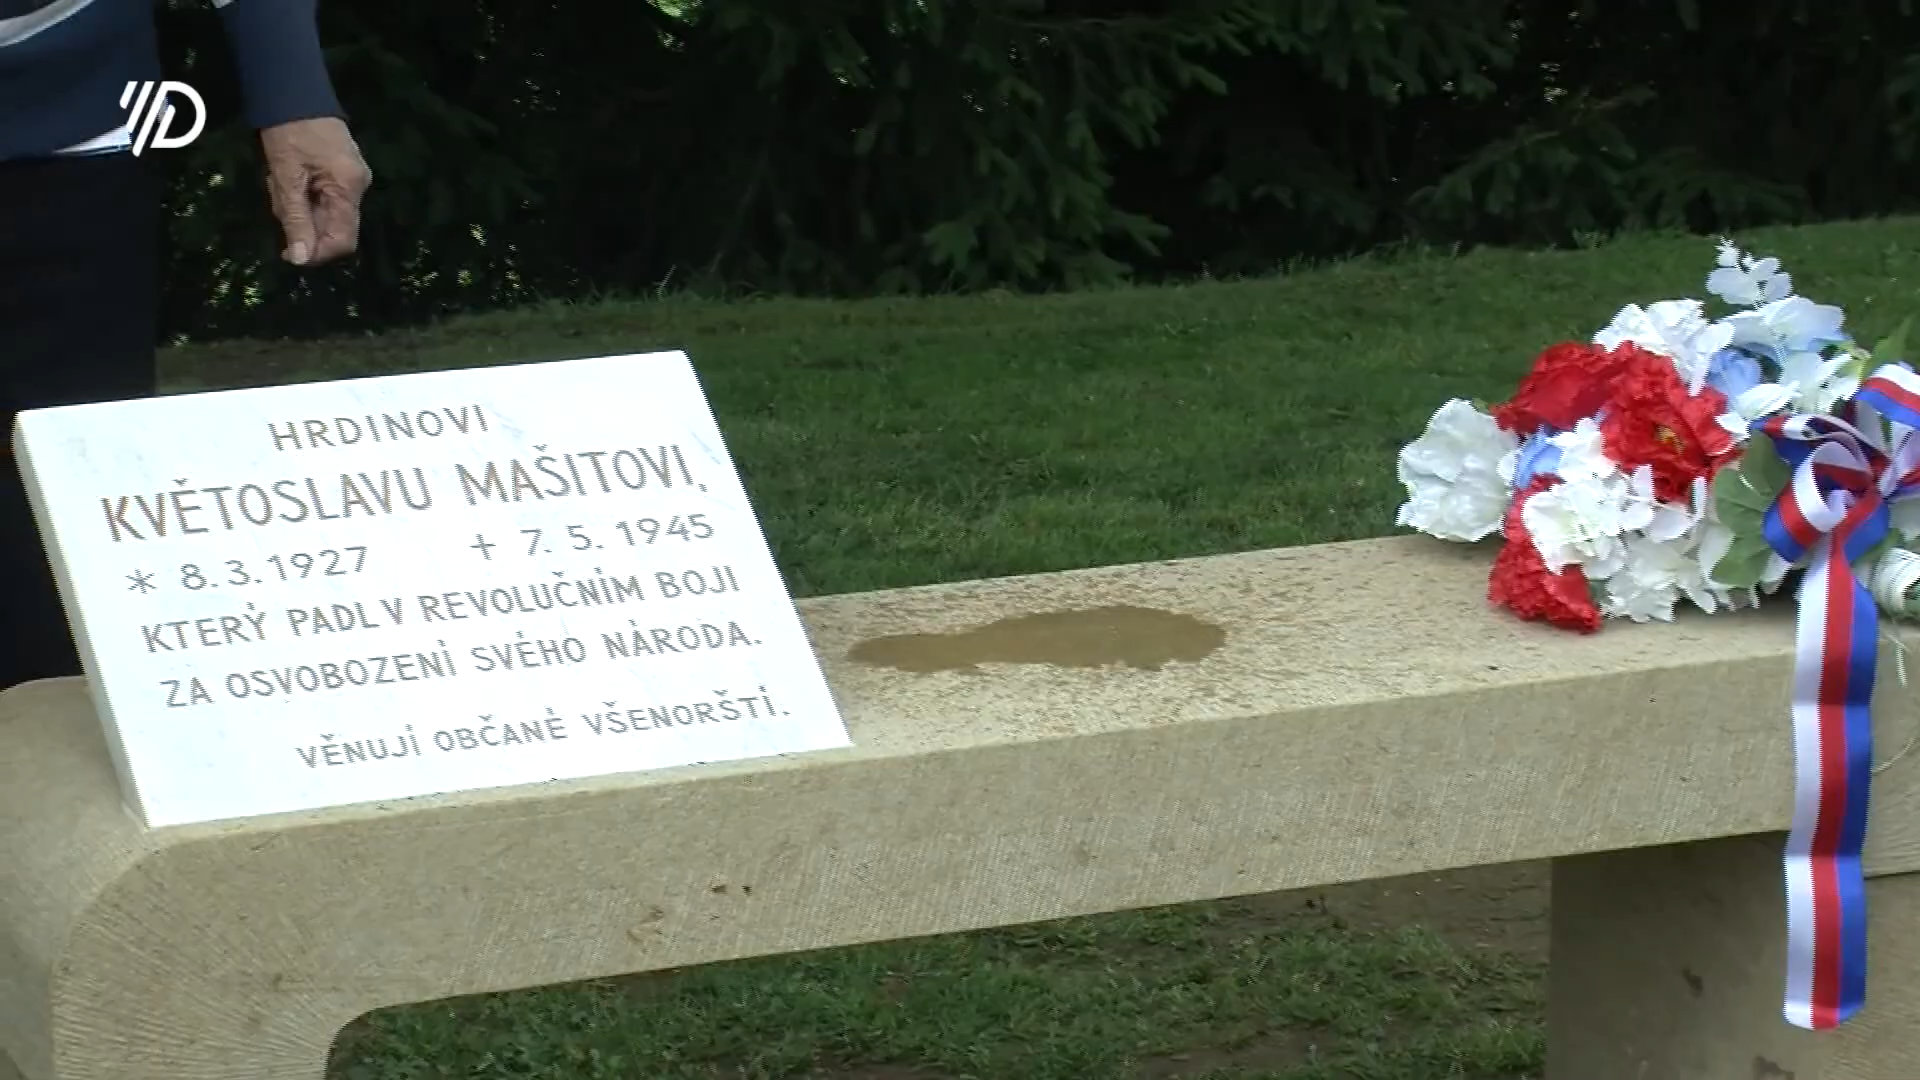 HRDINOVI
KVĚTOSLAVU MAŠITOVI,
* 8.3.1927 + 7.5.1945
KTERÝ PADL V REVOLUČNÍM BOJI
ZA OSVOBOZENÍ SVÉHO NÁRODA.
VĚNUJÍ OBČANÉ VŠENORŠTÍ.